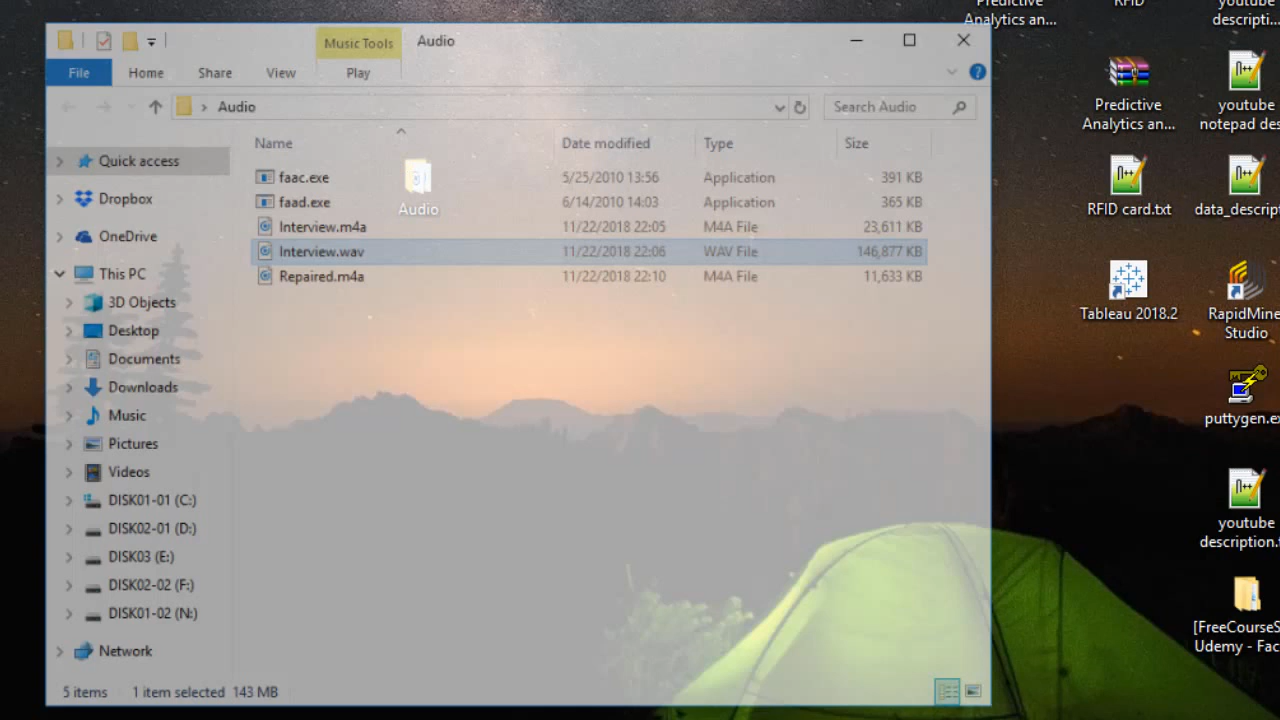 Music Tools
Audio
File
Home
Share
View
Play
Audio
Search Audio
Name
Date modified
Type
Size
faac.exe
5/25/2010 13:56
Application
391 KB
faad.exe
6/14/2010 14:03
Application
365 KB
Interview.m4a
11/22/2018 22:05
M4A File
23,611 KB
Interview.wav
11/22/2018 22:06
WAV File
146,877 KB
Repaired.m4a
11/22/2018 22:10
M4A File
11,633 KB
Audio
Quick access
Dropbox
OneDrive
This PC
3D Objects
Desktop
Documents
Downloads
Music
Pictures
Videos
DISK01-01 (C:)
DISK02-01 (D:)
DISK03 (E:)
DISK02-02 (F:)
DISK01-02 (N:)
Network
5 items
1 item selected
143 MB
Predictive
Analytics an...
RFID
youtube
descripti...
Predictive
Analytics an...
youtube
notepad des
RFID card.txt
data_descript
Tableau 2018.2
RapidMine
Studio
puttygen.ex
youtube
description.t
[FreeCourseS
Udemy - Fac